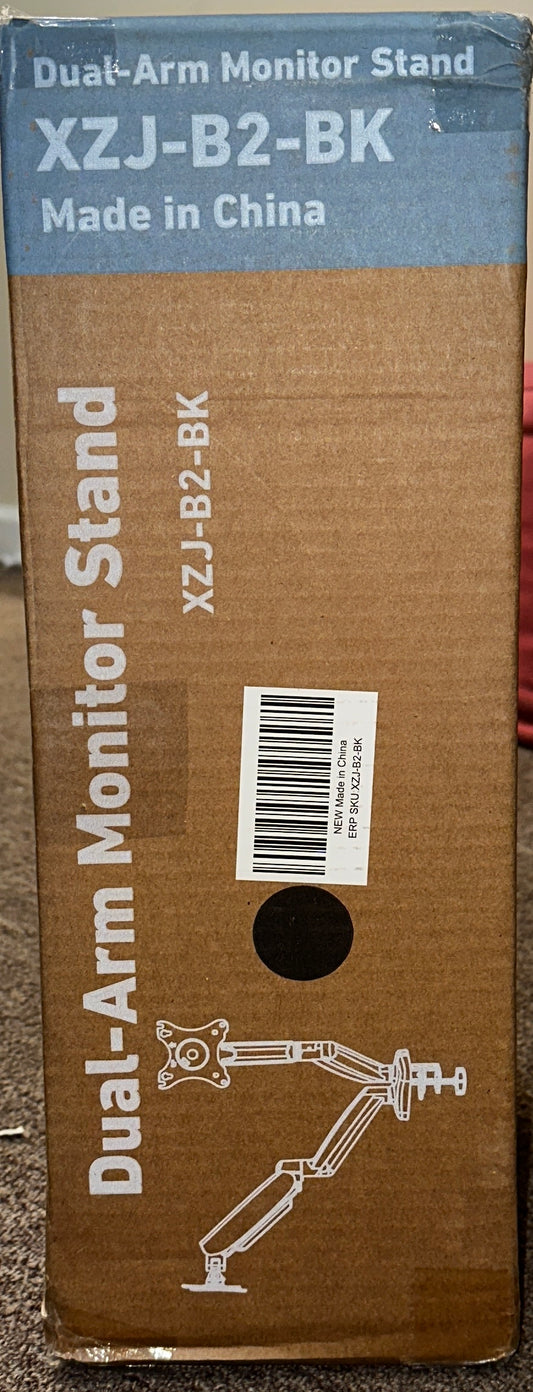 Dual-Arm Monitor Stand
XZJ-B2-BK
Made in China
Dual-Arm Monitor Stand
XZJ-B2-BK
NEW Made in China
ERP SKU:XZJ-B2-BK